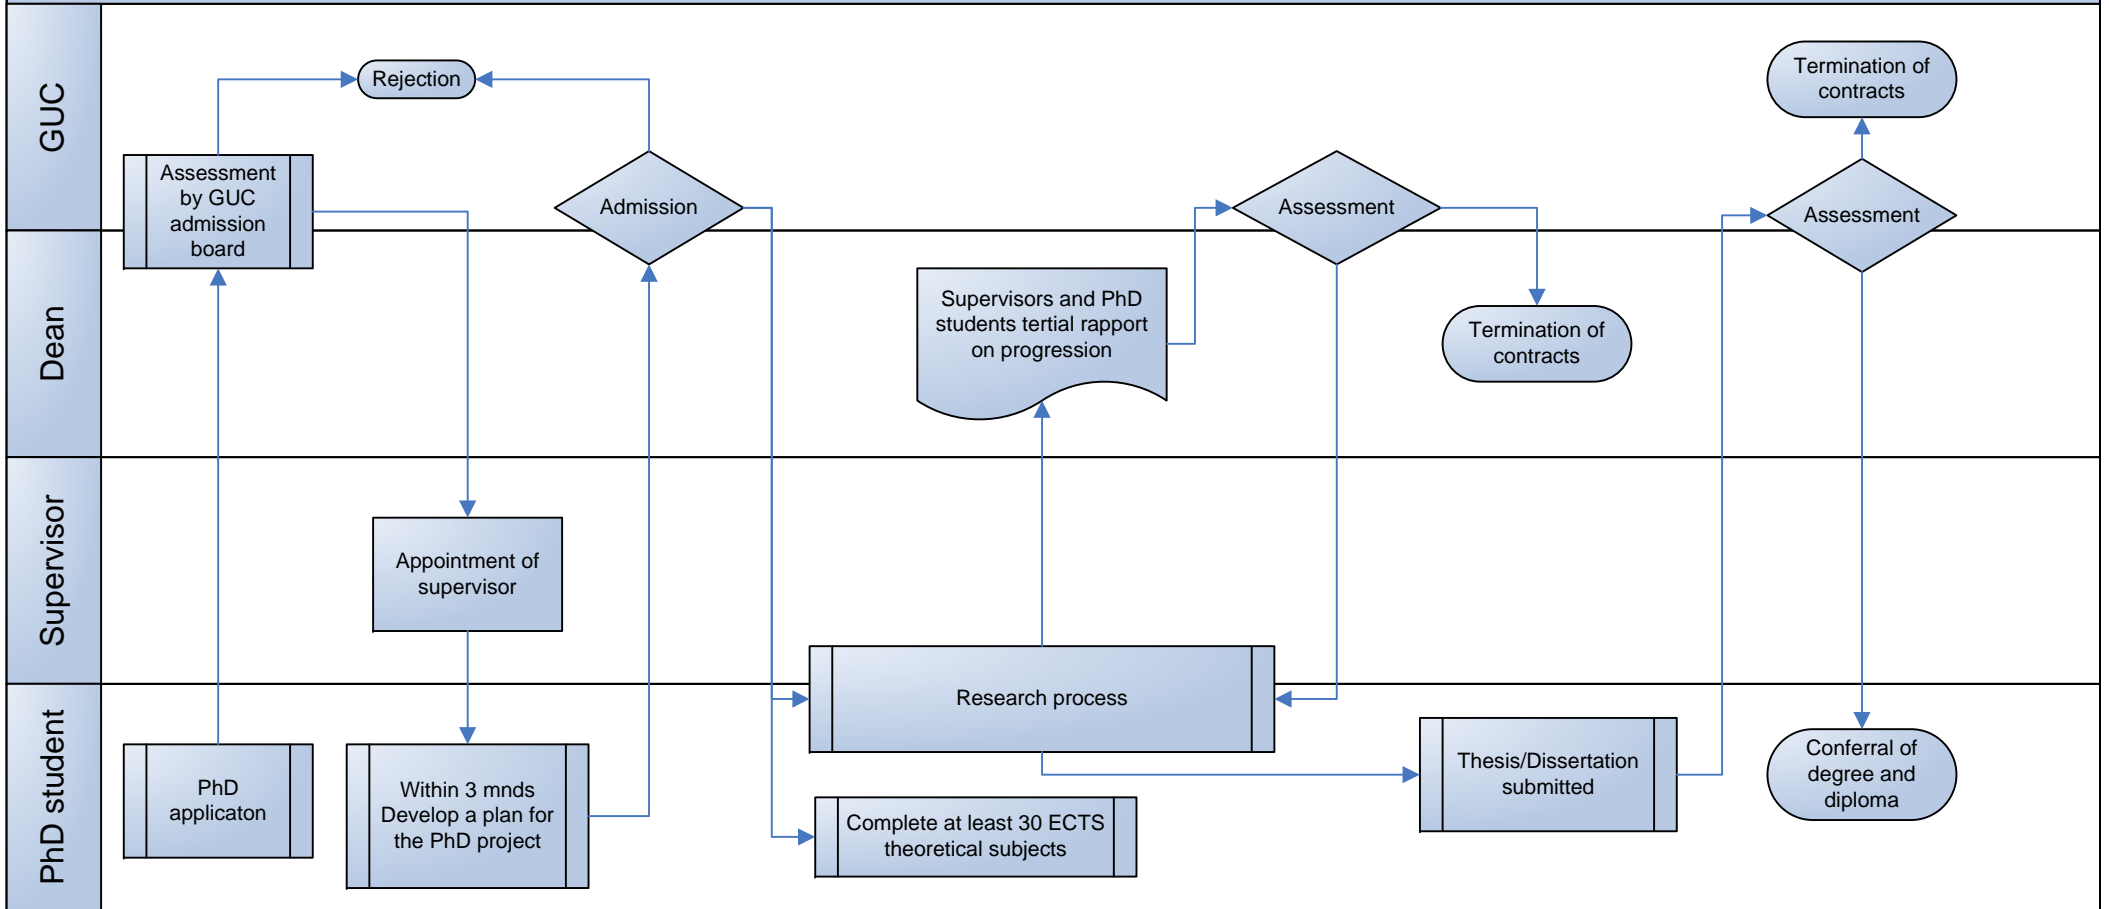 GUC
Rejection
Assessment
by GUC
admission
board
Admission
Assessment
Termination of
contracts
Assessment
Dean
Supervisors and PhD
students tertial rapport
on progression
Termination of
contracts
Supervisor
Appointment of
supervisor
PhD student
PhD
applicaton
Within 3 mnds
Develop a plan for
the PhD project
Research process
Complete at least 30 ECTS
theoretical subjects
Thesis/Dissertation
submitted
Conferral of
degree and
diploma